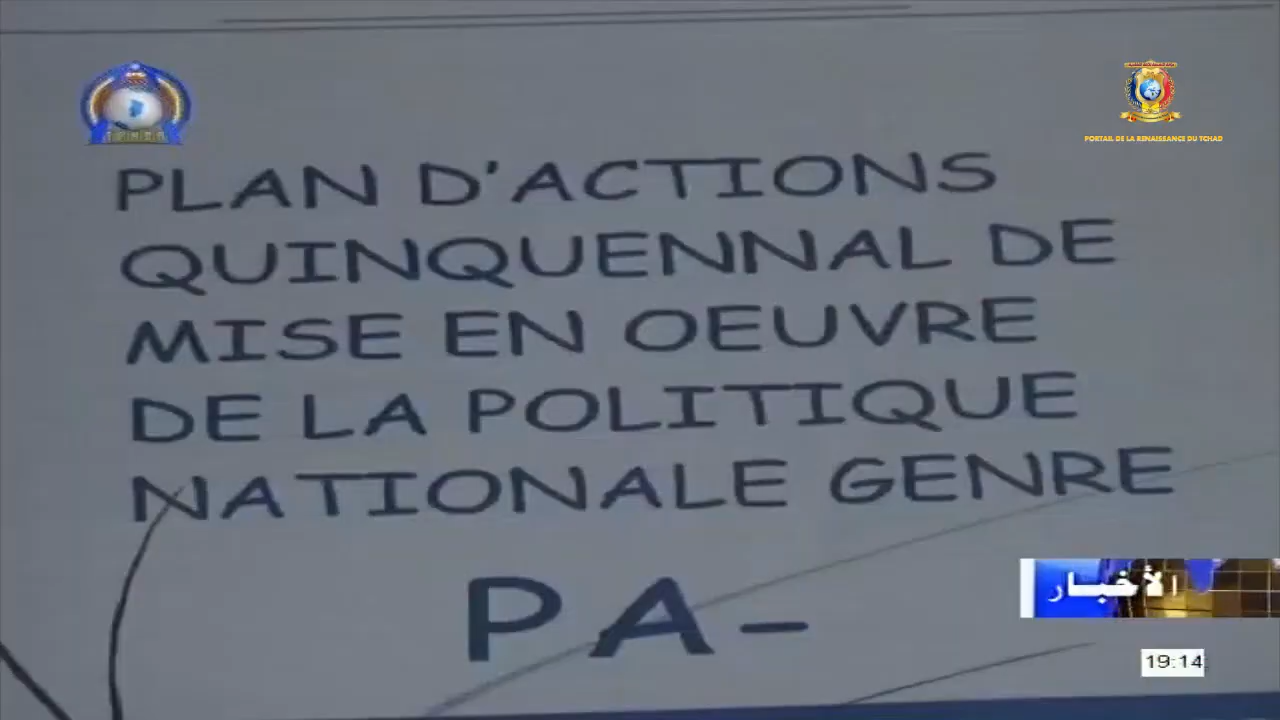 PORTAIL DE LA RENAISSANCE DU TCHAD
PLAN D'ACTIONS
QUINQUENNAL DE
MISE EN OEUVRE
DE LA POLITIQUE
NATIONALE GENRE
PA-
الأخبار
19:14